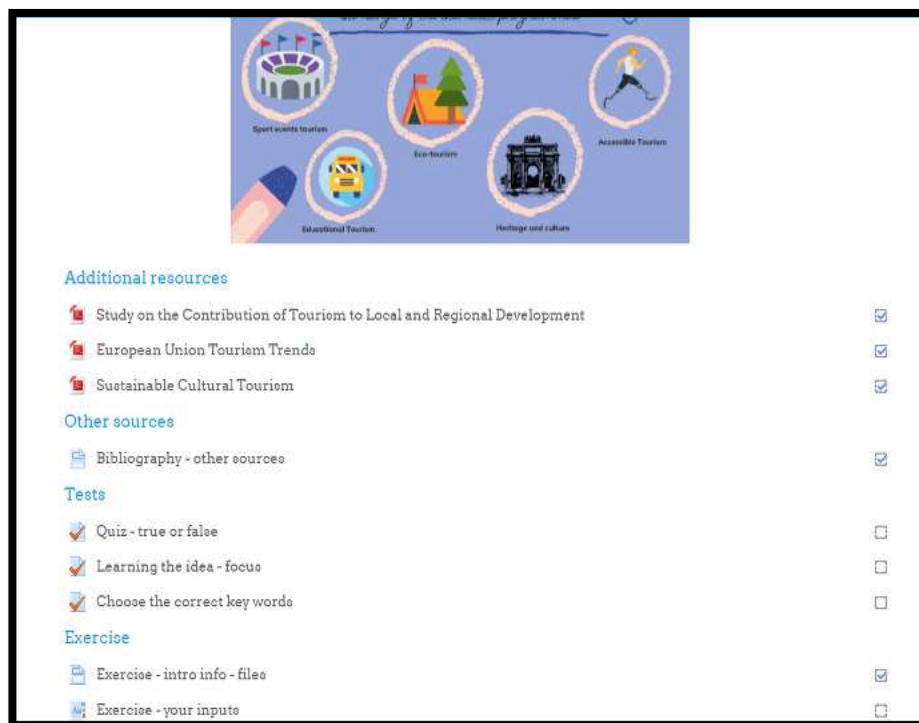 Sport events tourism
Eco-tourism
Accessible Tourism
Educational Tourism
Heritage and culture
Additional resources
Study on the Contribution of Tourism to Local and Regional Development
European Union Tourism Trends
Sustainable Cultural Tourism
Other sources
Bibliography - other sources
Tests
Quiz - true or false
Learning the idea - focus
Choose the correct key words
Exercise
Exercise - intro info - files
Exercise - your inputs